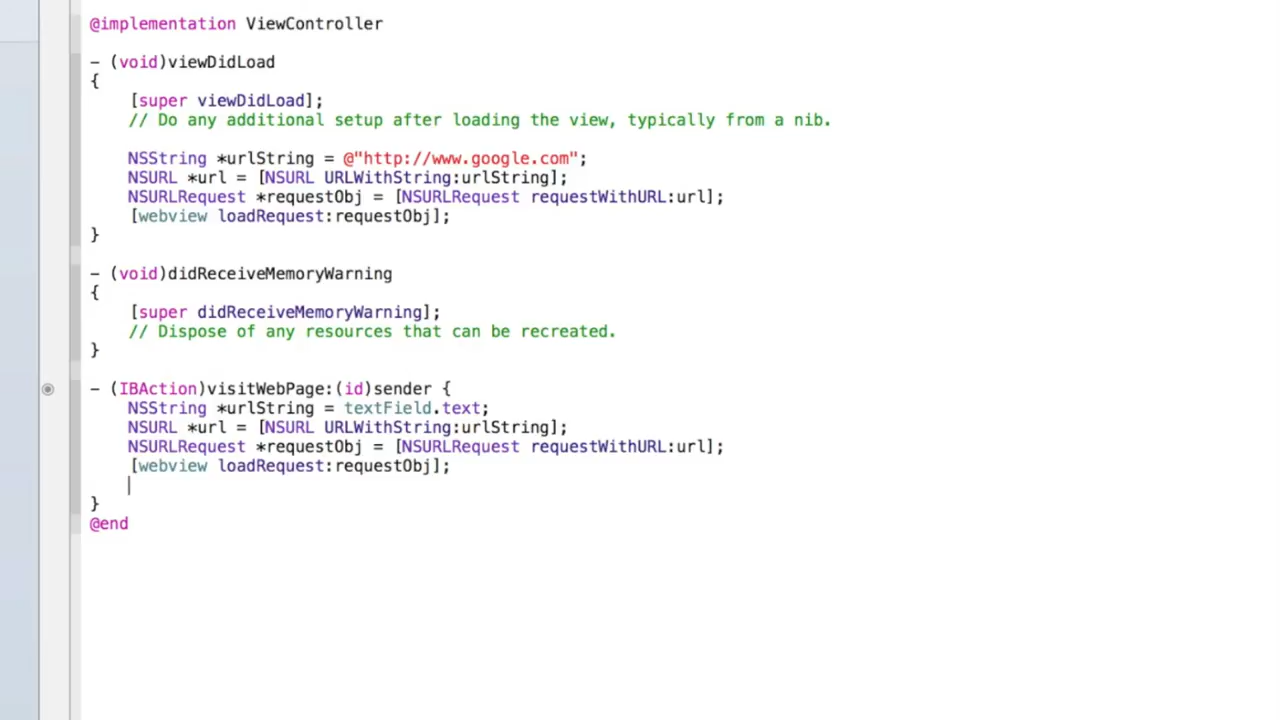 @implementation ViewController
- (void)viewDidLoad
{
[super viewDidLoad];
// Do any additional setup after loading the view, typically from a nib.
NSString *urlString = @"http://www.google.com";
NSURL *url = [NSURL URLWithString:urlString];
NSURLRequest *requestObj = [NSURLRequest requestWithURL:url];
[webview loadRequest:requestObj];
}
- (void)didReceiveMemoryWarning
{
[super didReceiveMemoryWarning];
// Dispose of any resources that can be recreated.
}
- (IBAction)visitWebPage:(id)sender {
NSString *urlString = textField.text;
NSURL *url = [NSURL URLWithString:urlString];
NSURLRequest *requestObj = [NSURLRequest requestWithURL:url];
[webview loadRequest:requestObj];
}
@end